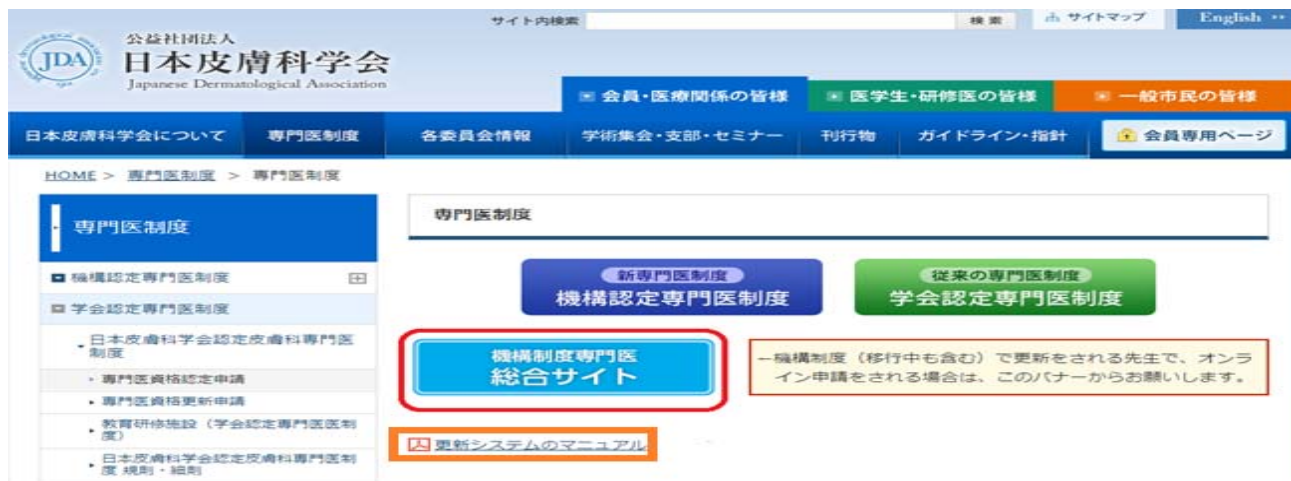 サイト内検索
検索
サイトマップ
English
公益社団法人
日本皮膚科学会
Japanese Dermatological Association
JDA
会員・医療関係の皆様
医学生・研修医の皆様
一般市民の皆様
日本皮膚科学会について
専門医制度
各委員会情報
学術集会・支部・セミナー
刊行物
ガイドライン・指針
会員専用ページ
HOME > 専門医制度 > 専門医制度
専門医制度
機構認定専門医制度
学会認定専門医制度
日本皮膚科学会認定皮膚科専門医
制度
専門医資格認定申請
専門医資格更新申請
教育研修施設（学会認定専門医医制
度）
日本皮膚科学会認定皮膚科専門医制
度 規則・細則
専門医制度
新専門医制度
機構認定専門医制度
従来の専門医制度
学会認定専門医制度
機構制度専門医
総合サイト
←機構制度（移行中も含む）で更新をされる先生で、オンラ
イン申請をされる場合は、このバナーからお願いします。
更新システムのマニュアル